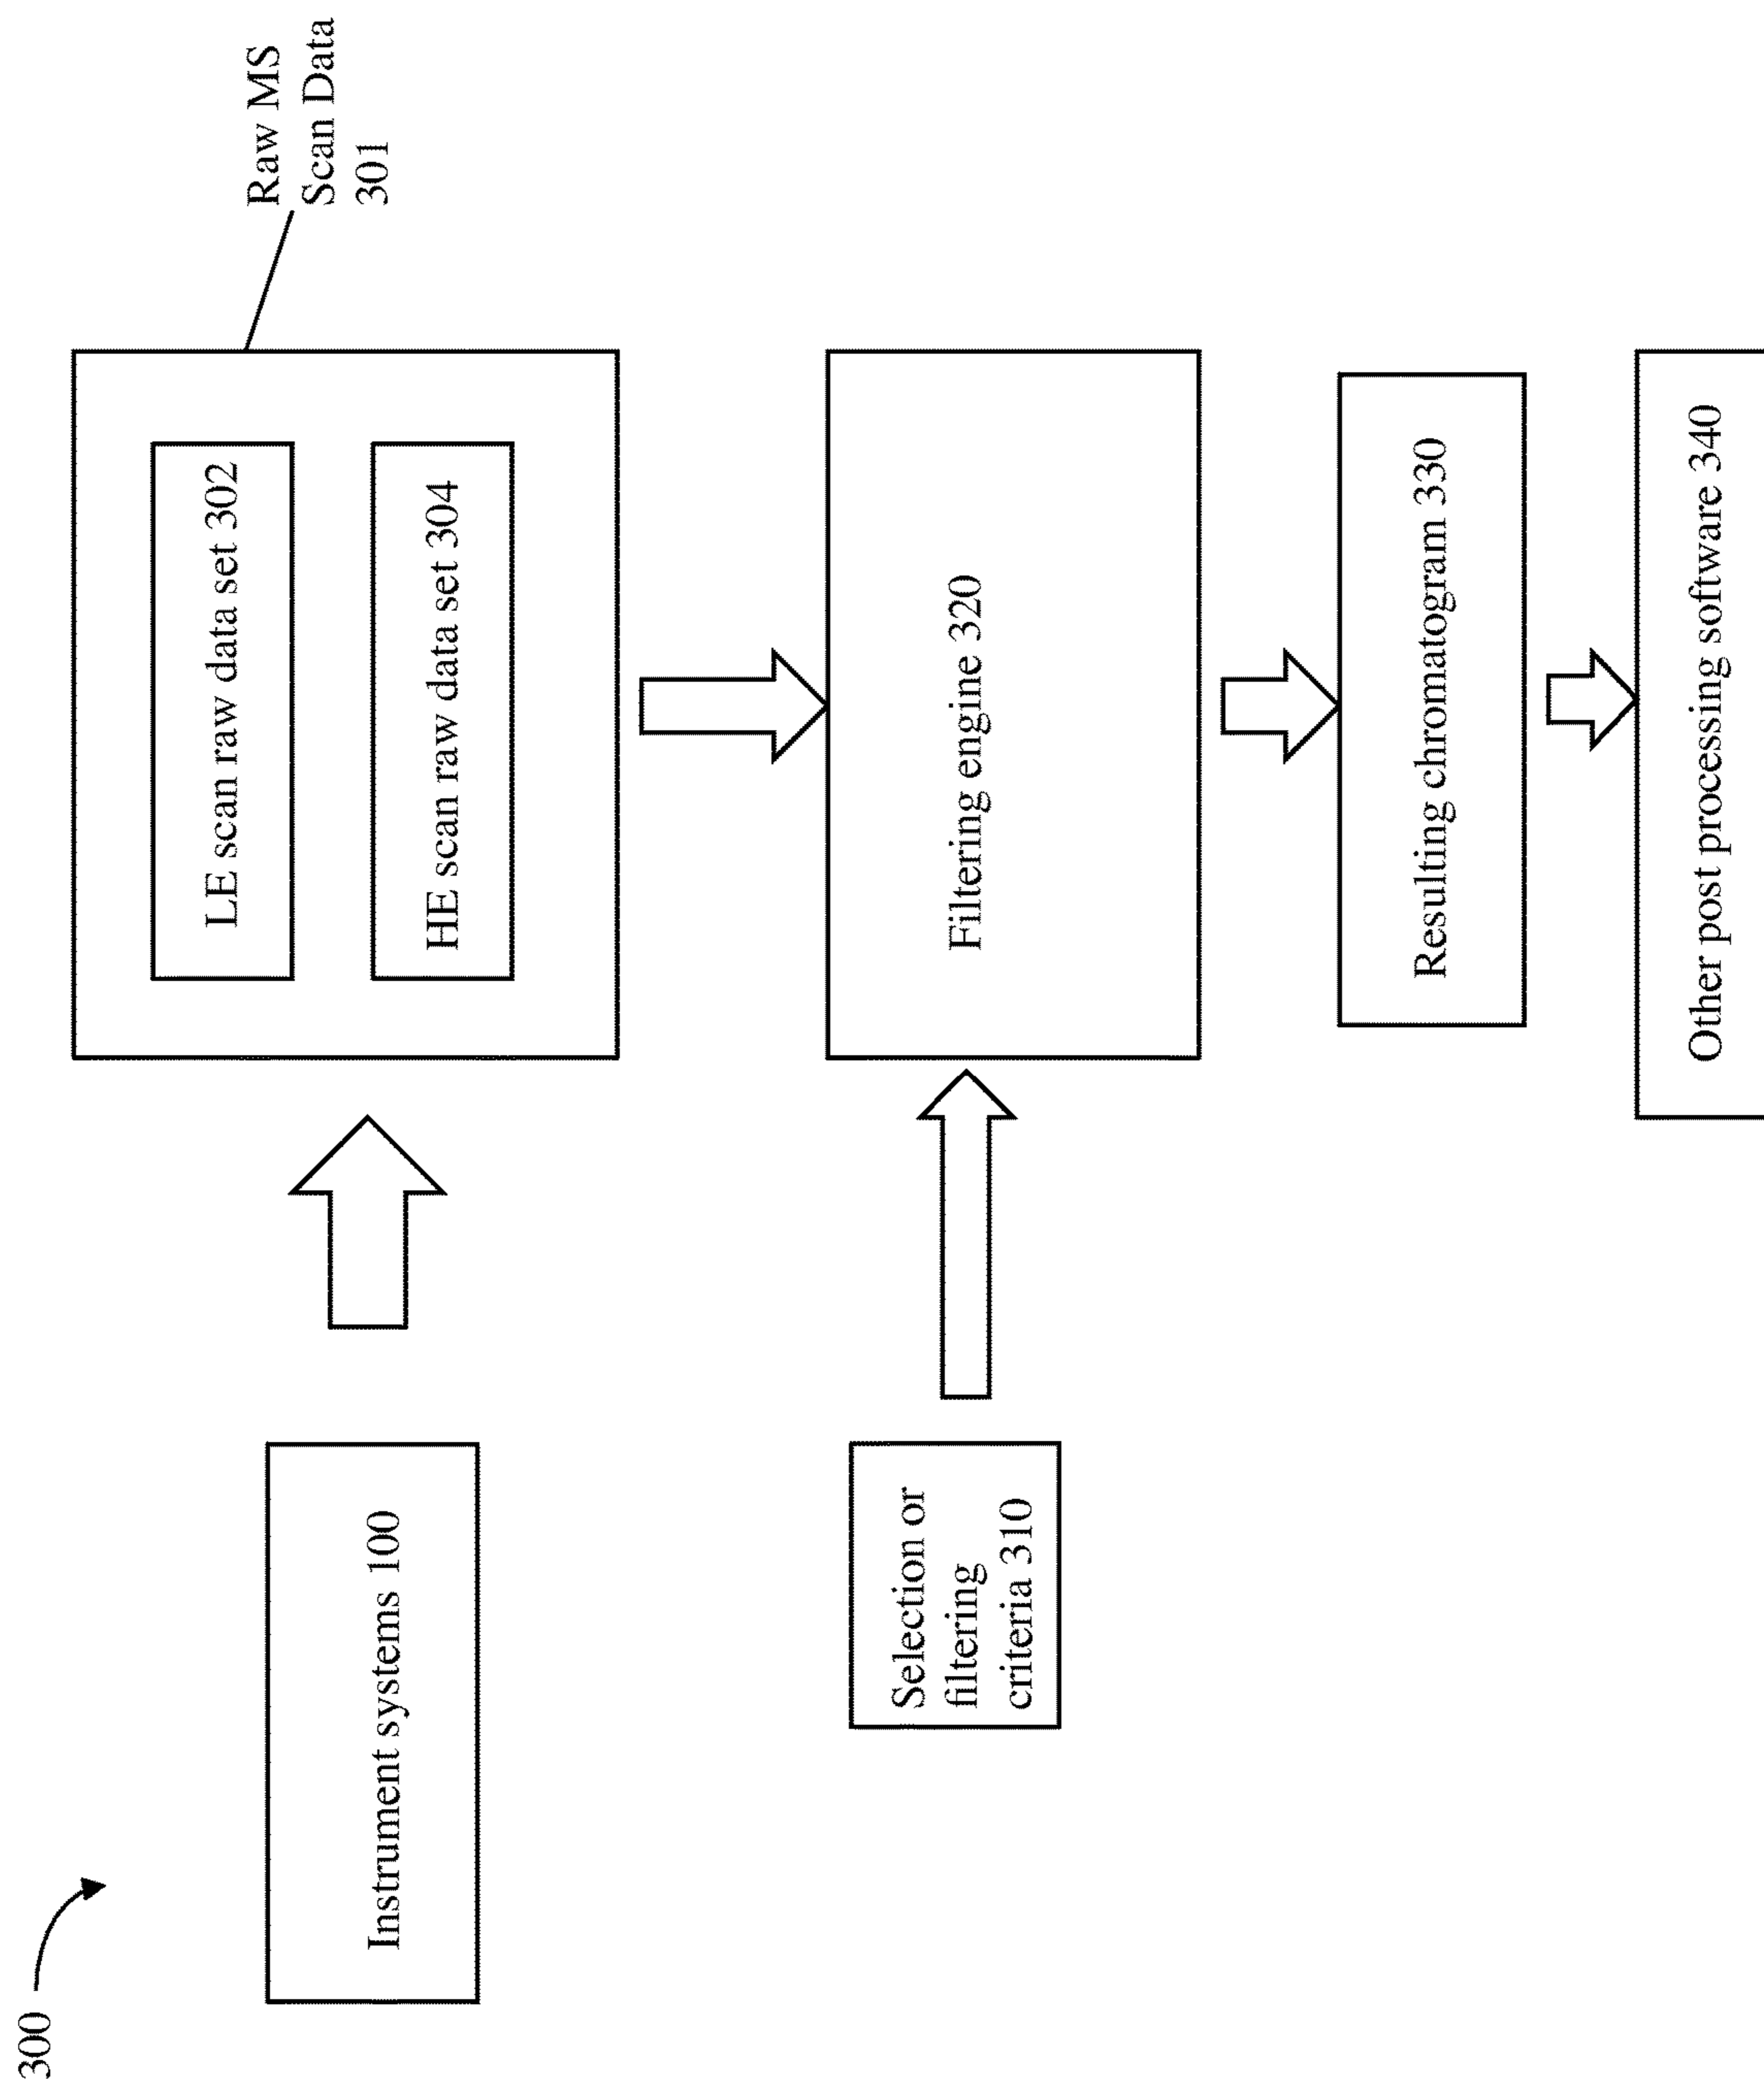 300
Instrument systems 100
LE scan raw data set 302
HE scan raw data set 304
Raw MS
Scan Data
301
Selection or
filtering
criteria 310
Filtering engine 320
Resulting chromatogram 330
Other post processing software 340